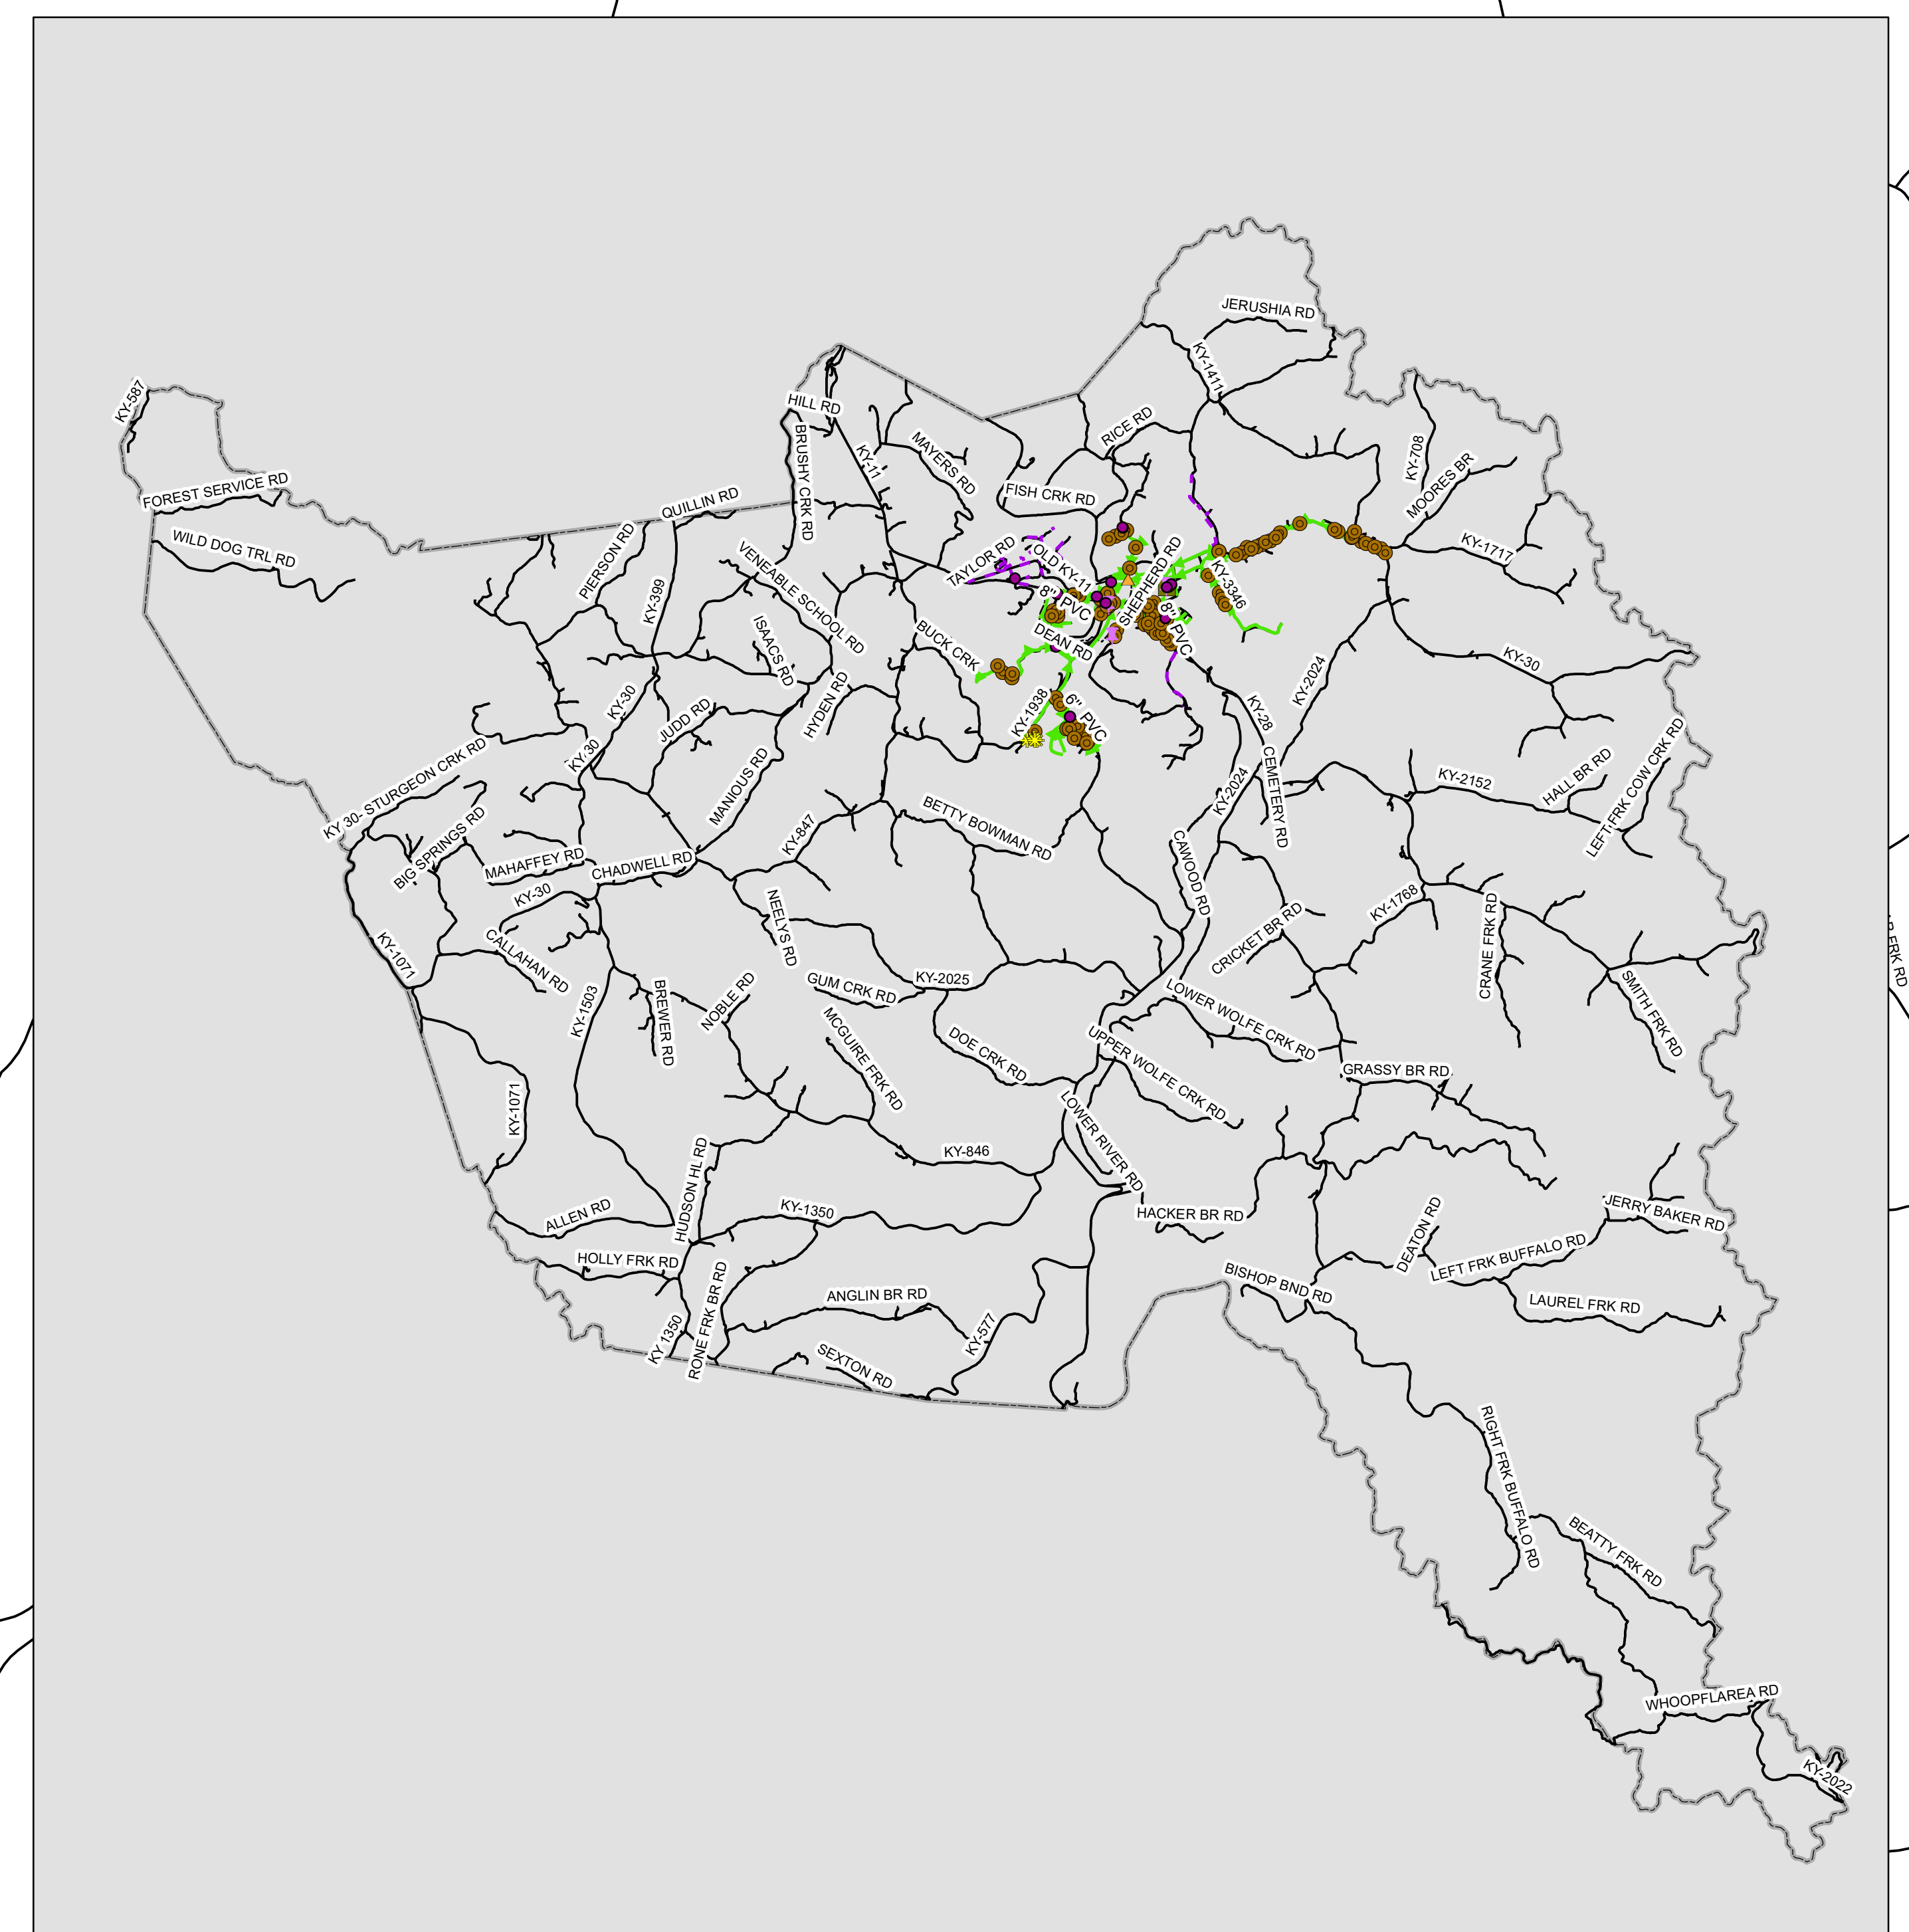 JERUSHIA RD
KY-1411
KY-587
HILL RD
RICE RD
BRUSHY CRK RD
KY-11
MAYERS RD
KY-708
MOORES BR
FOREST SERVICE RD
QUILLIN RD
FISH CRK RD
WILD DOG TRL RD
PIERSON RD
VENEABLE SCHOOL RD
TAYLOR RD
OLD KY-11
SHEPHERD RD
KY-3346
KY-1717
KY-399
8" PVC
8" PVC
ISAACS RD
BUCK CRK
DEAN RD
KY-30
KY-2024
KY-30
JUDD RD
HYDEN RD
KY-1938
6" PVC
KY-28
KY-30
KY 30- STURGEON CRK RD
MANIOUS RD
KY-2024
CEMETERY RD
KY-2152
HALL BR RD
LEFT FRK COW CRK RD
BIG SPRINGS RD
MAHAFFEY RD
CHADWELL RD
KY-847
BETTY BOWMAN RD
CAWOOD RD
KY-30
KY-1768
CRANE FRK RD
NEELYS RD
CRICKET BR RD
KY-1071
CALLAHAN RD
KY-1503
BREWER RD
NOBLE RD
GUM CRK RD
KY-2025
LOWER WOLFE CRK RD
SMITH FRK RD
MCGUIRE FRK RD
DOE CRK RD
UPPER WOLFE CRK RD
GRASSY BR RD
KY-1071
LOWER RIVER RD
HUDSON HL RD
KY-846
ALLEN RD
KY-1350
HACKER BR RD
JERRY BAKER RD
DEATON RD
LEFT FRK BUFFALO RD
HOLLY FRK RD
BISHOP BND RD
RONE FRK BR RD
ANGLIN BR RD
LAUREL FRK RD
KY 1350
KY-577
SEXTON RD
RIGHT FRK BUFFALO RD
BEATTY FRK RD
WHOOPFLAREA RD
KY-2022
FRK RD